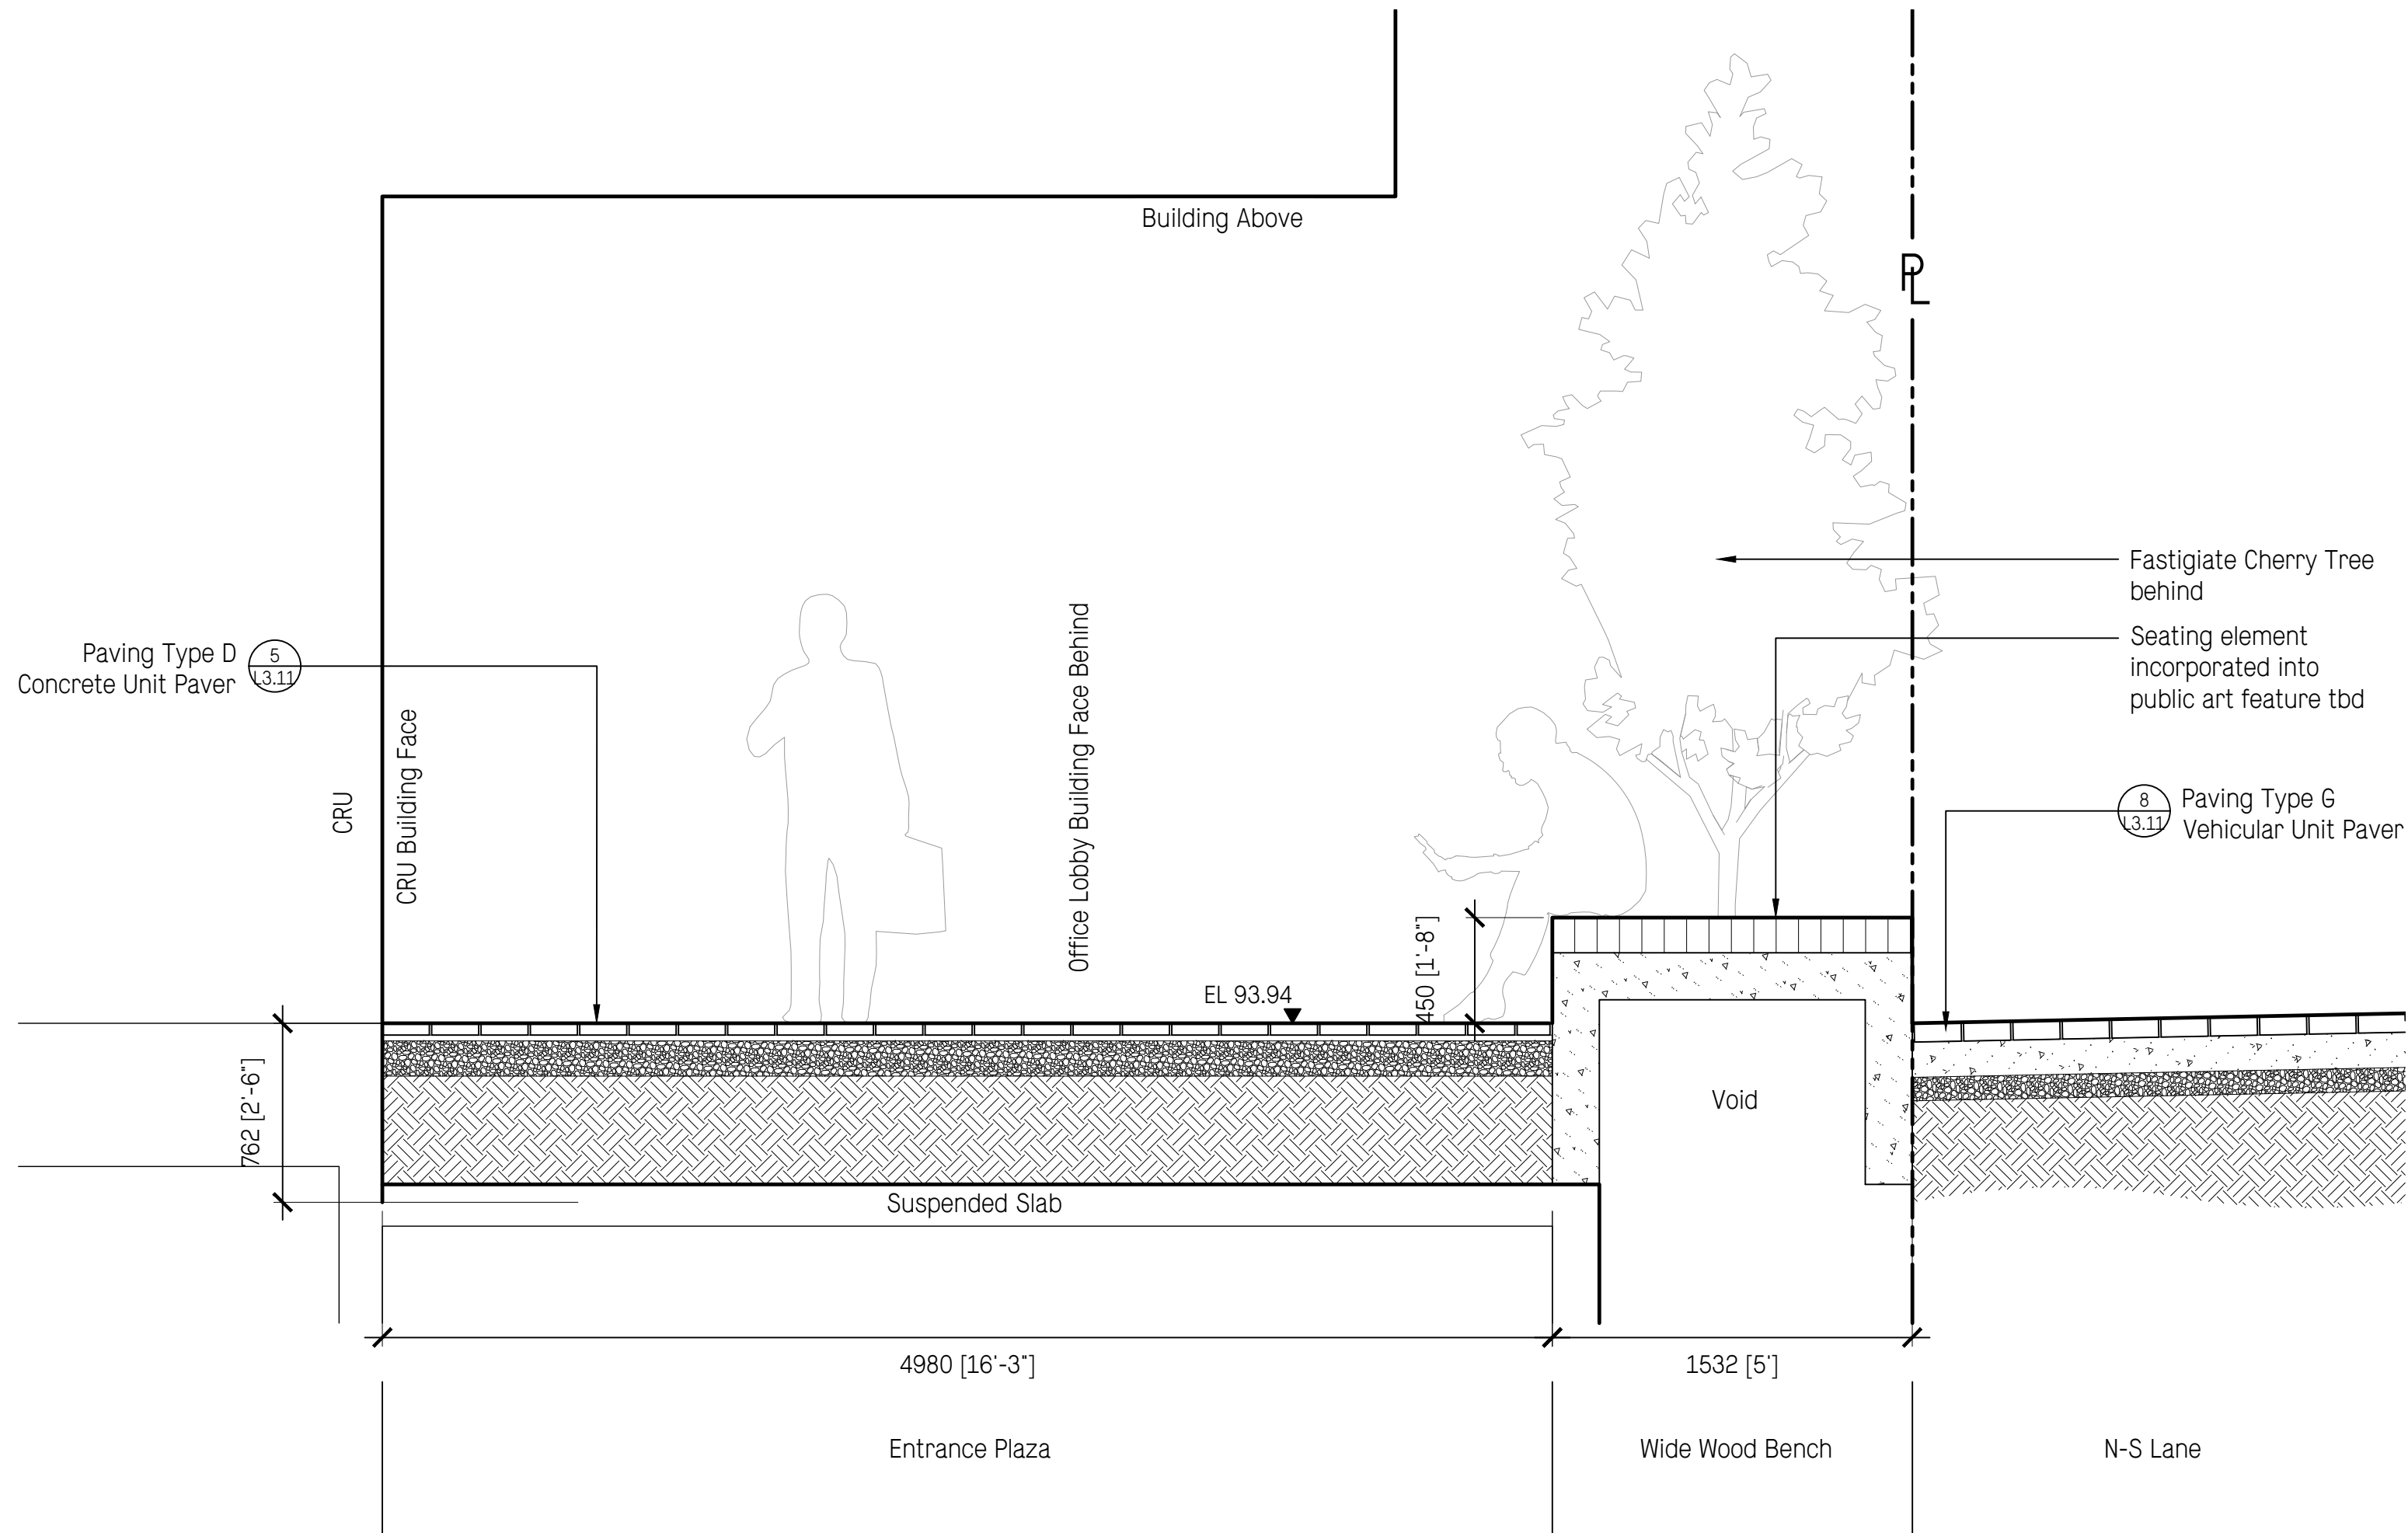 Building Above
PL
Fastigiate Cherry Tree
behind
Seating element
incorporated into
public art feature tbd
Paving Type D
Concrete Unit Paver
5
L3.11
CRU
CRU Building Face
Office Lobby Building Face Behind
8
L3.11
Paving Type G
Vehicular Unit Paver
EL 93.94
450 [1'-8"]
762 [2'-6"]
Void
Suspended Slab
4980 [16'-3"]
1532 [5']
Entrance Plaza
Wide Wood Bench
N-S Lane